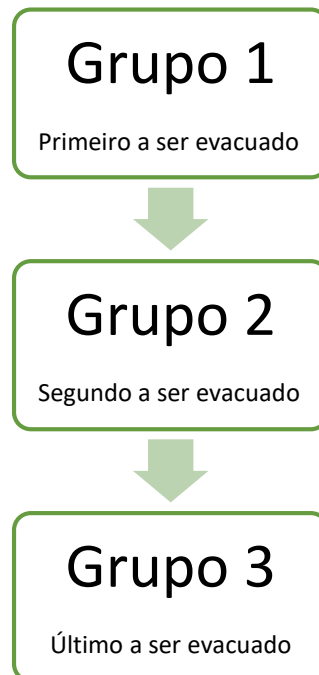 Grupo 1
Primeiro a ser evacuado
Grupo 2
Segundo a ser evacuado
Grupo 3
Último a ser evacuado